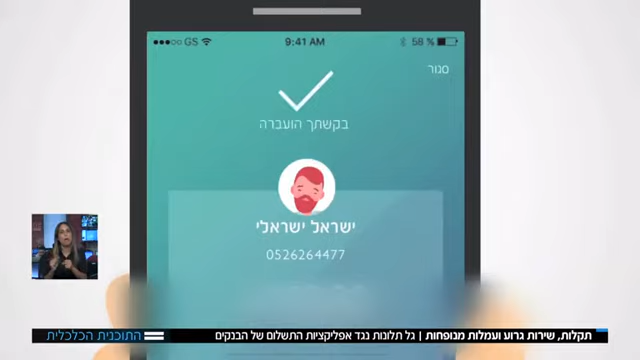 GS 9:41 AM 58 %
סגור
בקשתך הועברה
ישראל ישראלי
0526264477
תקלות, שירות גרוע ועמלות מנופחות | גל תלונות נגד אפליקציות התשלום של הבנקים
התוכנית הכלכלית